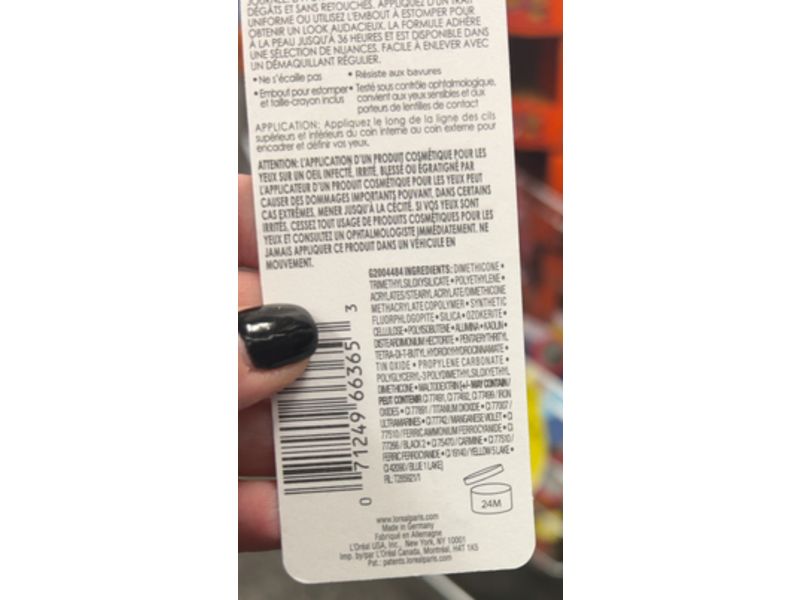 DÉGÂTS ET SANS RETOUCHES. APPLIQUEZ D'UN TRAIT
UNIFORME OU UTILISEZ L'EMBOUT À ESTOMPER POUR
OBTENIR UN LOOK AUDACIEUX. LA FORMULE ADHÈRE
À LA PEAU JUSQU'À 36 HEURES ET EST DISPONIBLE DANS
UNE SÉLECTION DE NUANCES. FACILE À ENLEVER AVEC
UN DÉMAQUILLANT RÉGULIER.
• Ne s'écaille pas • Résiste aux bavures
• Embout pour estomper et taille-crayon inclus • Testé sous contrôle ophtalmologique, convient aux yeux sensibles et aux porteurs de lentilles de contact
APPLICATION: Appliquez le long de la ligne des cils
supérieurs et inférieurs du coin interne au coin externe pour
encadrer et définir vos yeux.
ATTENTION: L'APPLICATION D'UN PRODUIT COSMÉTIQUE POUR LES
YEUX SUR UN OEIL INFECTÉ, IRRITÉ, BLESSÉ OU ÉGRATIGNÉ PAR
L'APPLICATEUR D'UN PRODUIT COSMÉTIQUE POUR LES YEUX PEUT
CAUSER DES DOMMAGES IMPORTANTS POUVANT, DANS CERTAINS
CAS EXTRÊMES, MENER JUSQU'À LA CÉCITÉ. SI VOS YEUX SONT
IRRITÉS, CESSEZ TOUT USAGE DE PRODUITS COSMÉTIQUES POUR LES
YEUX ET CONSULTEZ UN OPHTALMOLOGISTE IMMÉDIATEMENT. NE
JAMAIS APPLIQUER CE PRODUIT DANS UN VÉHICULE EN
MOUVEMENT.
G2004484 INGREDIENTS: DIMETHICONE •
TRIMETHYLSILOXYSILICATE • POLYETHYLENE •
ACRYLATES/STEARYL ACRYLATE/DIMETHICONE
METHACRYLATE COPOLYMER • SYNTHETIC
FLUORPHLOGOPITE • SILICA • OZOKERITE •
CELLULOSE • POLYISOBUTENE • ALUMINA • KAOLIN •
DISTEARDIMONIUM HECTORITE • PENTAERYTHRITYL
TETRA-DI-T-BUTYL HYDROXYHYDROCINNAMATE •
TIN OXIDE • PROPYLENE CARBONATE •
POLYGLYCERYL-3 POLYDIMETHYLSILOXYETHYL
DIMETHICONE • MALTODEXTRIN [+/- MAY CONTAIN/
PEUT CONTENIR CI 77491, CI 77492, CI 77499 / IRON
OXIDES • CI 77891 / TITANIUM DIOXIDE • CI 77007 /
ULTRAMARINES • CI 77742 / MANGANESE VIOLET • CI
77510 / FERRIC AMMONIUM FERROCYANIDE • CI
77266 / BLACK 2 • CI 75470 / CARMINE • CI 77510 /
FERRIC FERROCYANIDE • CI 19140 / YELLOW 5 LAKE •
CI 42090 / BLUE 1 LAKE]
0 71249 66365 3
24M
www.lorealparis.com
Made in Germany
Fabriqué en Allemagne
L'Oréal USA, Inc., New York, NY 10001
Imp. by/par L'Oréal Canada, Montréal, H4T 1K5
Pat.: patents.lorealparis.com